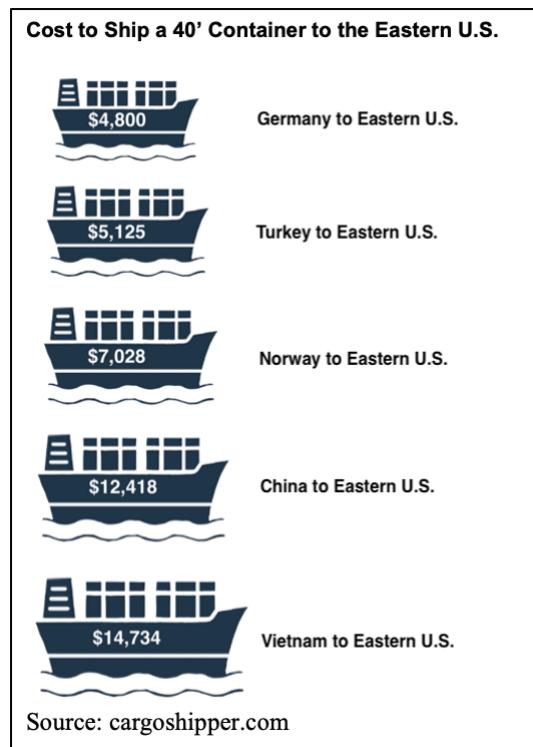 Cost to Ship a 40’ Container to the Eastern U.S.
$4,800 Germany to Eastern U.S.
$5,125 Turkey to Eastern U.S.
$7,028 Norway to Eastern U.S.
$12,418 China to Eastern U.S.
$14,734 Vietnam to Eastern U.S.
Source: cargoshipper.com